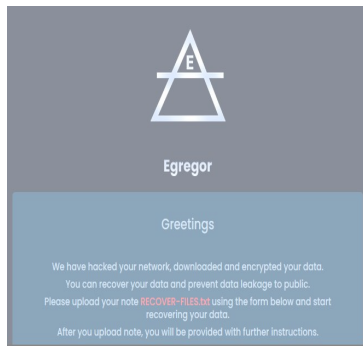 E
Egregor
Greetings
We have hacked your network, downloaded and encrypted your data.
You can recover your data and prevent data leakage to public.
Please upload your note RECOVER-FILES.txt using the form below and start
recovering your data.
After you upload note, you will be provided with further instructions.